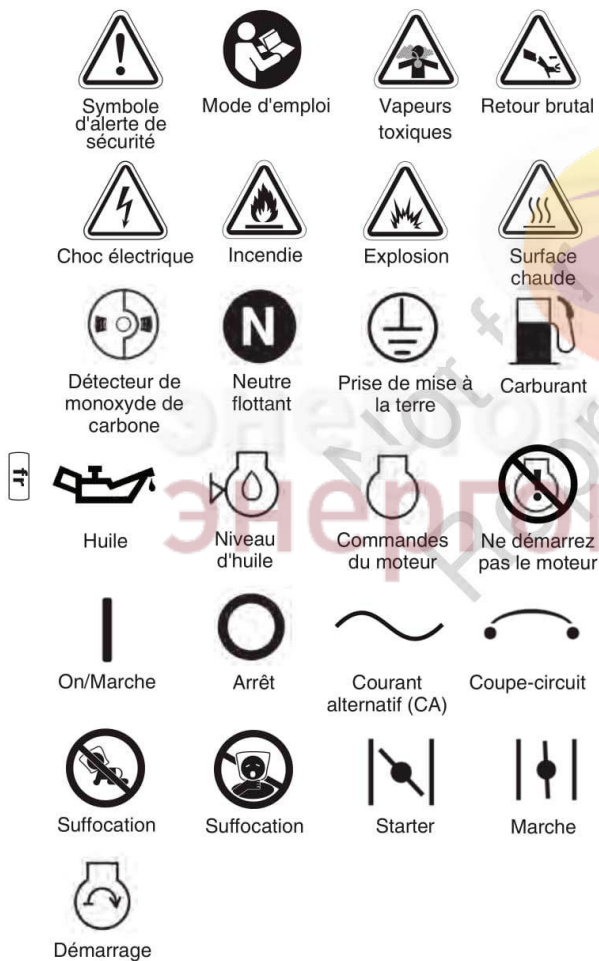 Symbole
d'alerte de
sécurité
Mode d'emploi
Vapeurs
toxiques
Retour brutal
Choc électrique
Incendie
Explosion
Surface
chaude
N
Détecteur de
monoxyde de
carbone
Neutre
flottant
Prise de mise à
la terre
Carburant
fr
Huile
Niveau
d'huile
Commandes
du moteur
Ne démarrez
pas le moteur
On/Marche
Arrêt
Courant
alternatif (CA)
Coupe-circuit
Suffocation
Suffocation
Starter
Marche
Démarrage
Not f
энерго